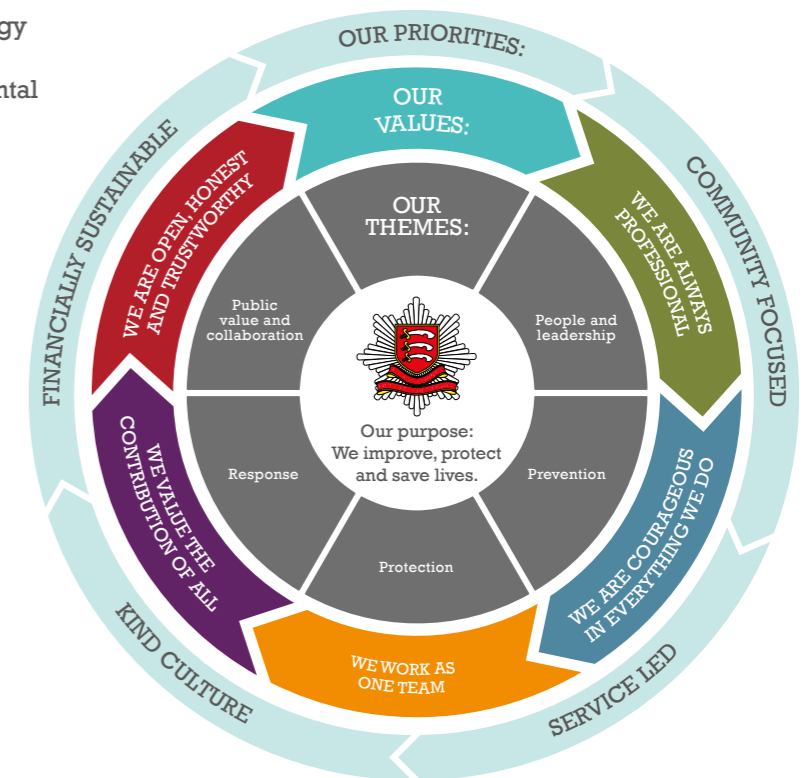 gy
ntal
OUR PRIORITIES:
COMMUNITY FOCUSED
SERVICE LED
KIND CULTURE
FINANCIALLY SUSTAINABLE
OUR
VALUES:
WE ARE ALWAYS
PROFESSIONAL
WE ARE COURAGEOUS
IN EVERYTHING WE DO
WE WORK AS
ONE TEAM
WE VALUE THE
CONTRIBUTION OF ALL
WE ARE OPEN, HONEST
AND TRUSTWORTHY
OUR
THEMES:
People and
leadership
Prevention
Protection
Response
Public
value and
collaboration
Our purpose:
We improve, protect
and save lives.